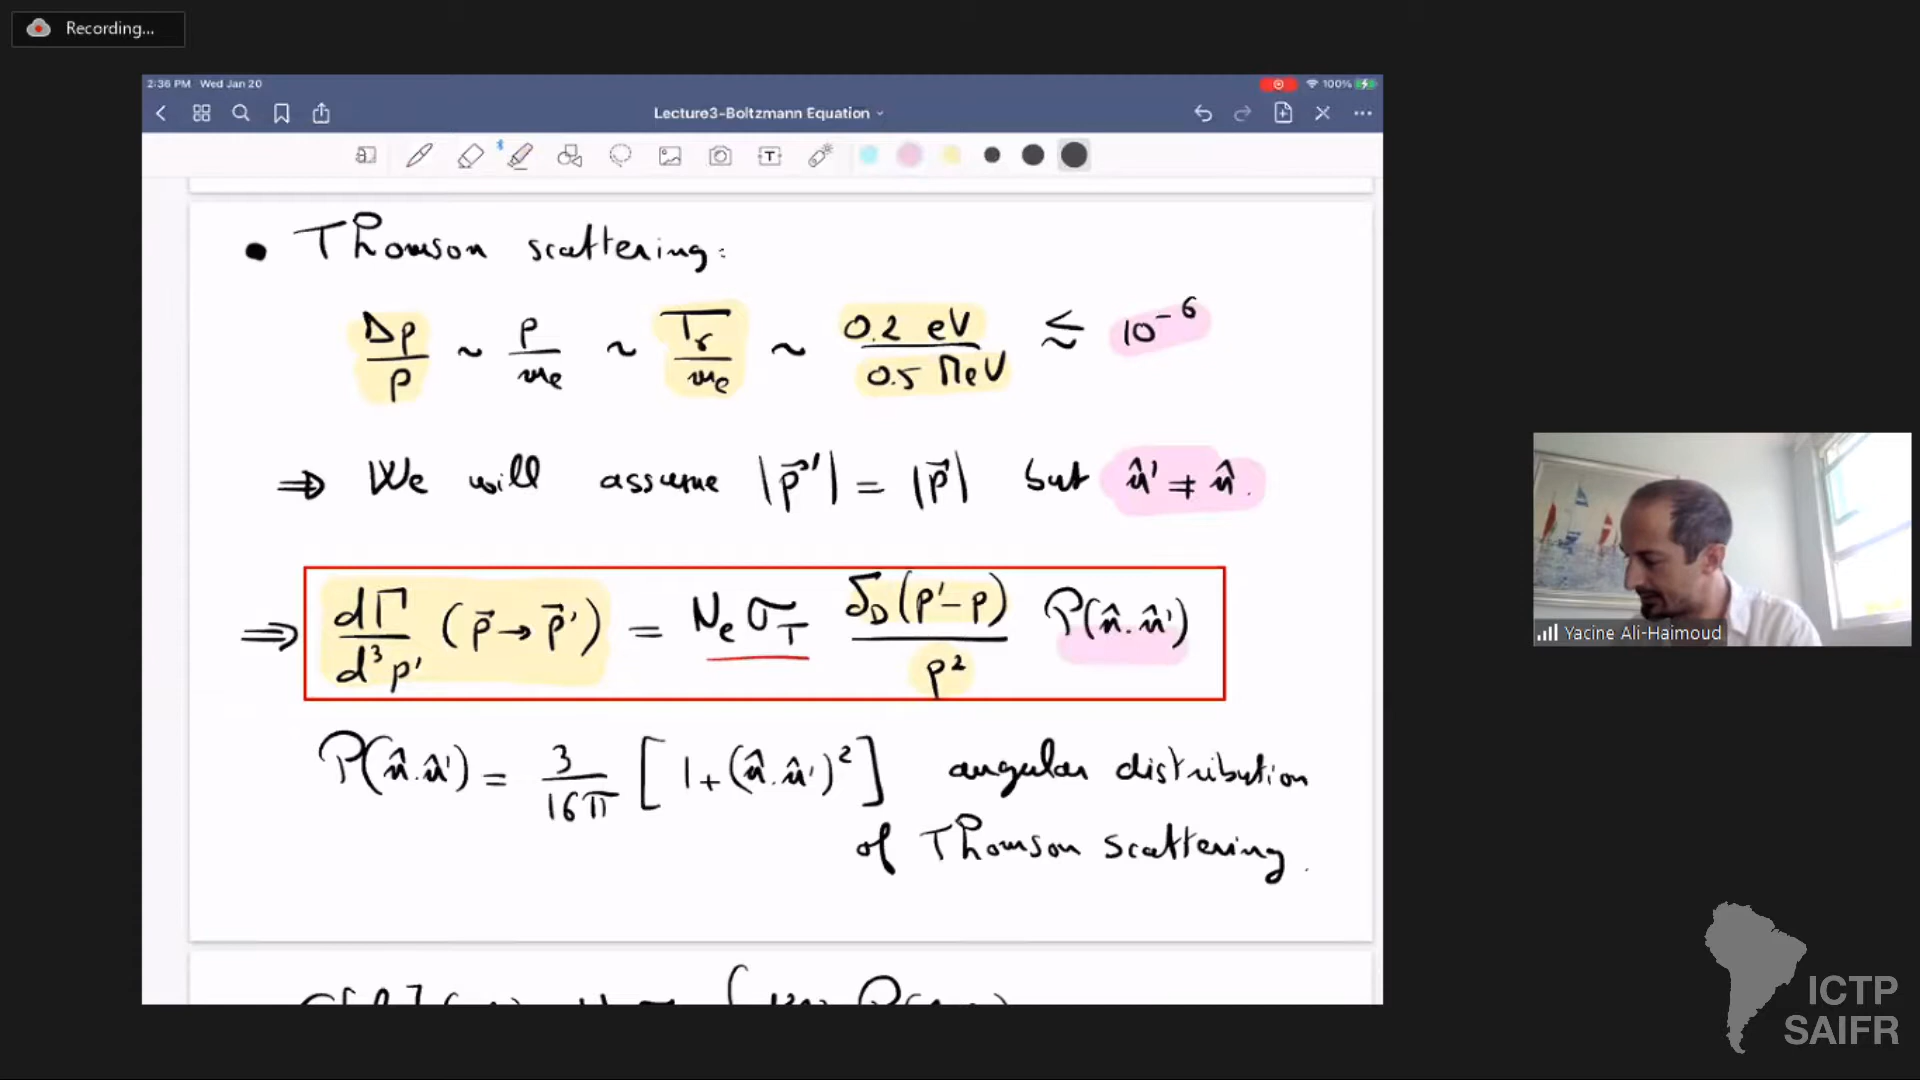 Recording...
2:36 PM Wed Jan 20
100%
Lecture3-Boltzmann Equation
• Thomson scattering:
Δp/p ~ p/me ~ Tγ/me ~ 0.2 eV/0.5 MeV ≲ 10⁻⁶
⇒ We will assume |p⃗'| = |p⃗| but n̂' ≠ n̂.
⇒ dΓ/d³p' (p⃗ → p⃗') = Ne σT δD(p'-p)/p² P(n̂.n̂')
P(n̂.n̂') = 3/16π [1+(n̂.n̂')²] angular distribution
of Thomson scattering.
Yacine Ali-Haimoud
ICTP
SAIFR